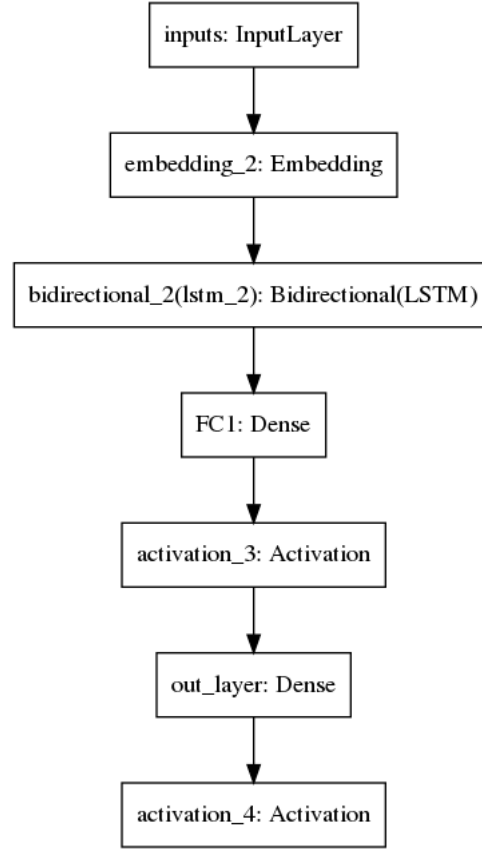 inputs: InputLayer
embedding_2: Embedding
bidirectional_2(lstm_2): Bidirectional(LSTM)
FC1: Dense
activation_3: Activation
out_layer: Dense
activation_4: Activation